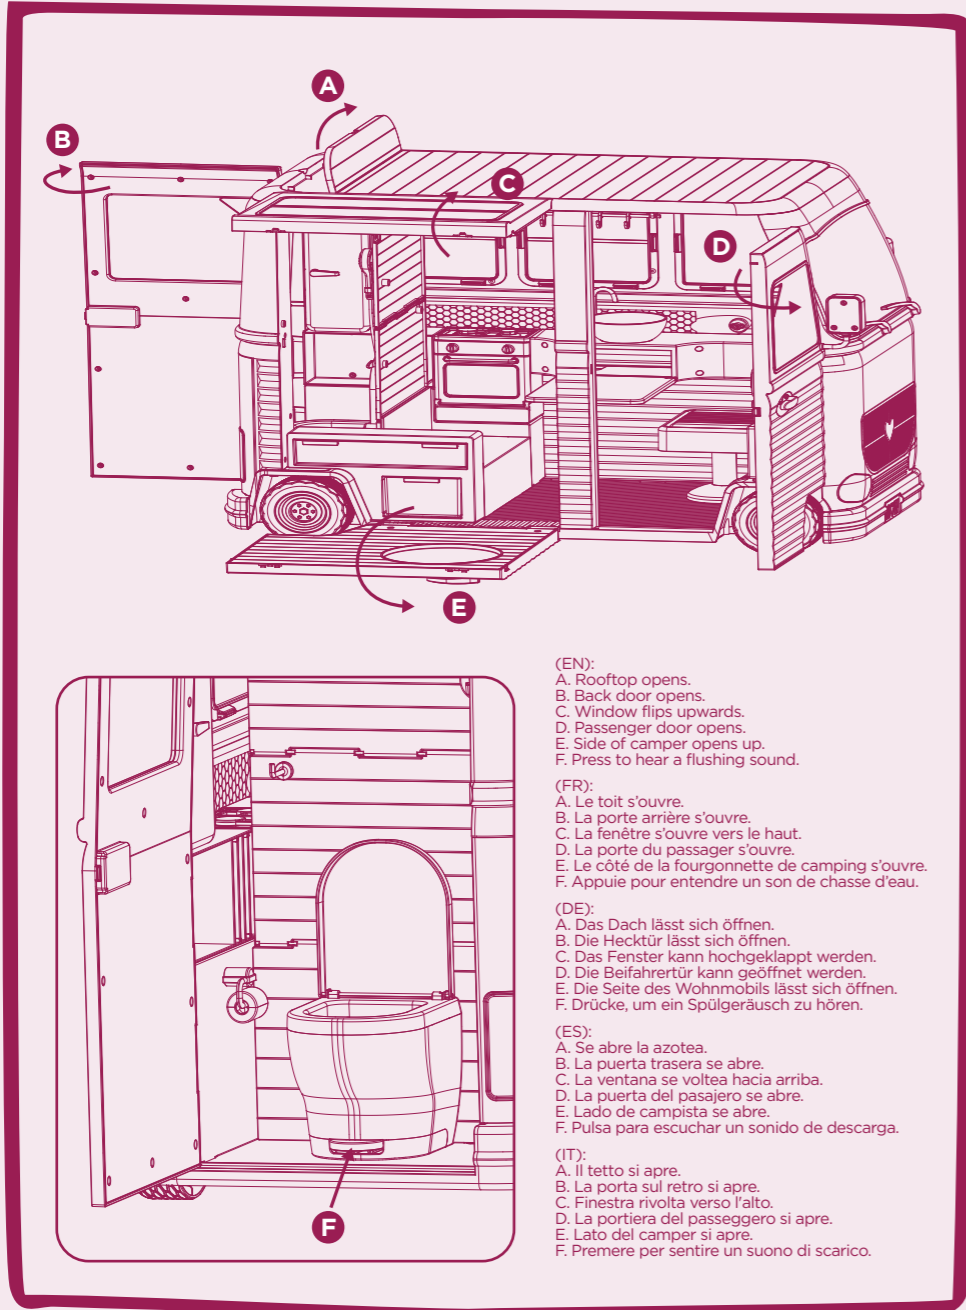 A
B
C
D
E
(EN):
A. Rooftop opens.
B. Back door opens.
C. Window flips upwards.
D. Passenger door opens.
E. Side of camper opens up.
F. Press to hear a flushing sound.
(FR):
A. Le toit s'ouvre.
B. La porte arrière s'ouvre.
C. La fenêtre s'ouvre vers le haut.
D. La porte du passager s'ouvre.
E. Le côté de la fourgonnette de camping s'ouvre.
F. Appuie pour entendre un son de chasse d'eau.
(DE):
A. Das Dach lässt sich öffnen.
B. Die Hecktür lässt sich öffnen.
C. Das Fenster kann hochgeklappt werden.
D. Die Beifahrertür kann geöffnet werden.
E. Die Seite des Wohnmobils lässt sich öffnen.
F. Drücke, um ein Spülgeräusch zu hören.
(ES):
A. Se abre la azotea.
B. La puerta trasera se abre.
C. La ventana se voltea hacia arriba.
D. La puerta del pasajero se abre.
E. Lado de campista se abre.
F. Pulsa para escuchar un sonido de descarga.
(IT):
A. Il tetto si apre.
B. La porta sul retro si apre.
C. Finestra rivolta verso l'alto.
D. La portiera del passeggero si apre.
E. Lato del camper si apre.
F. Premere per sentire un suono di scarico.
F